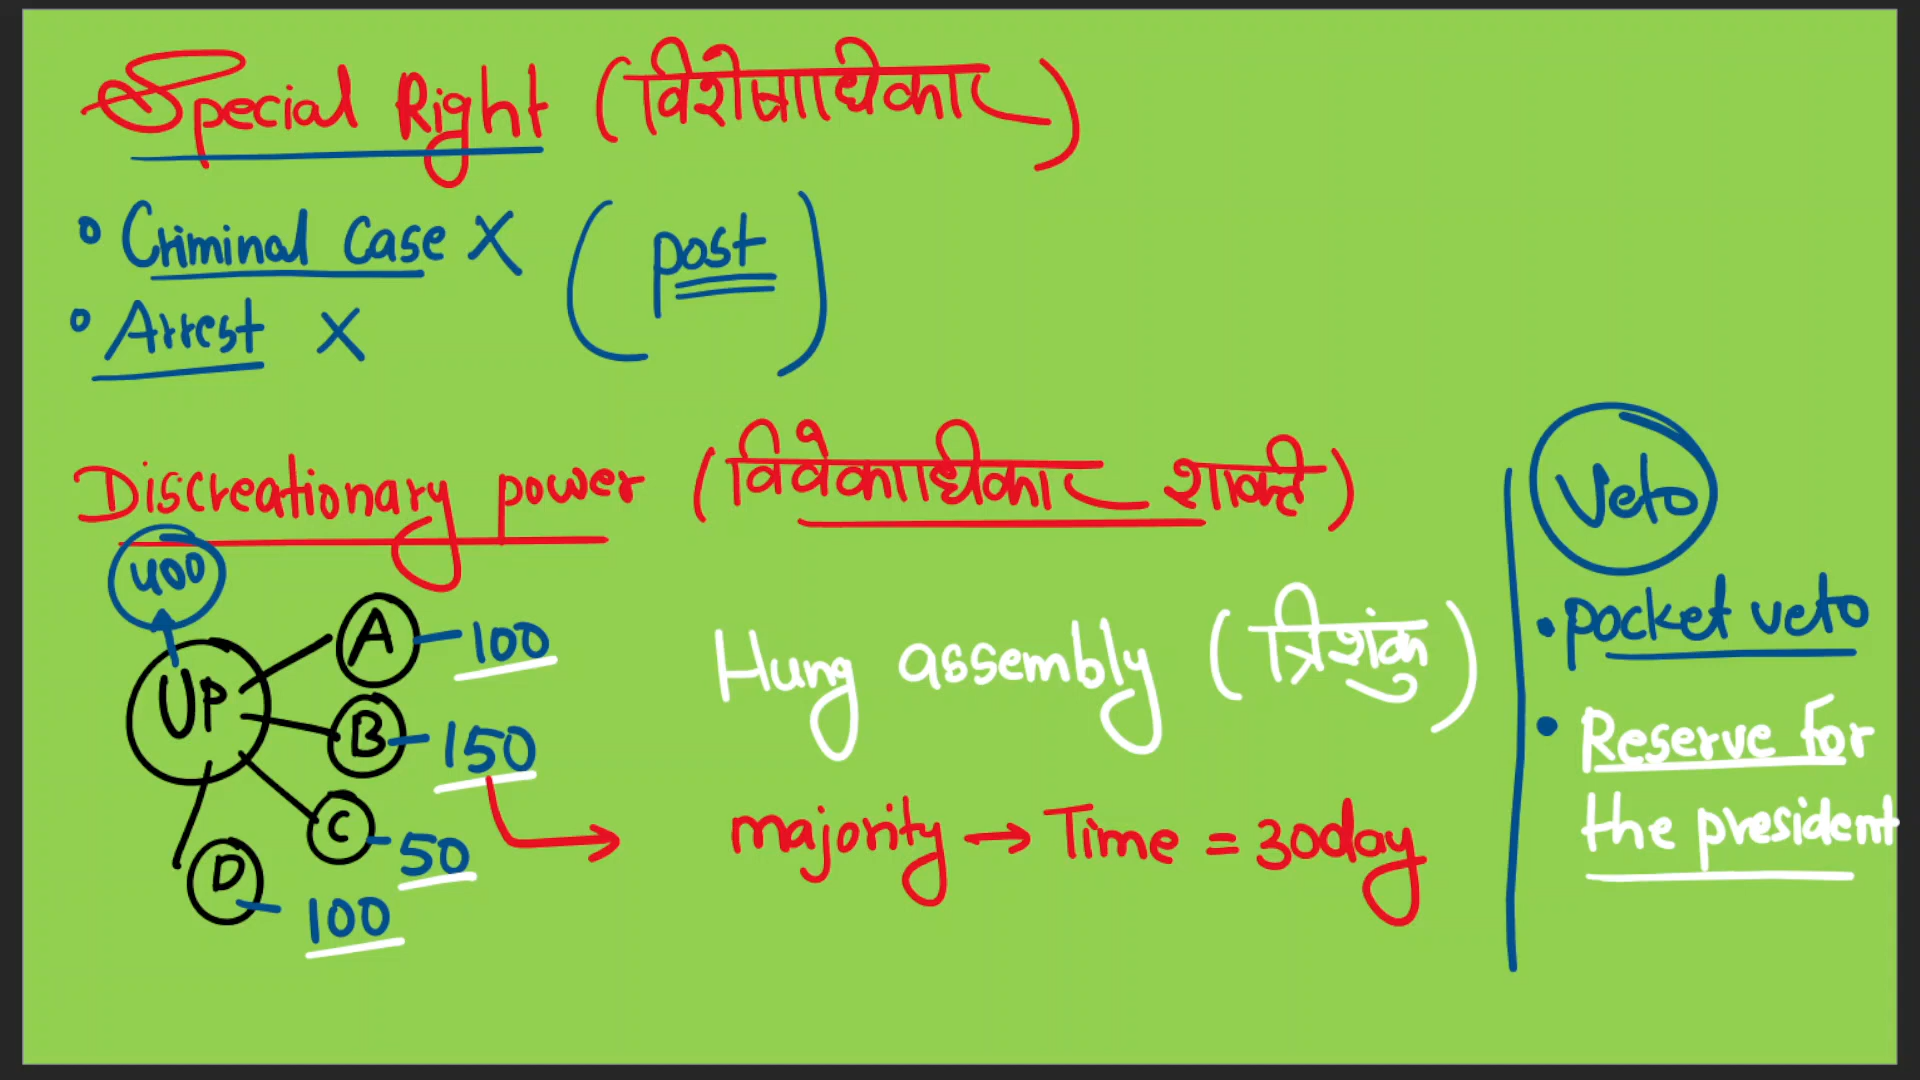 Special Right (विशेषाधिकार)
• Criminal Case X
• Arrest X
(post)
Discreationary power (विवेकाधिकार शक्ति)
400
UP
A - 100
B - 150
C - 50
D - 100
Hung assembly (त्रिशंकु)
majority → Time = 30day
Veto
• pocket veto
• Reserve for
the president